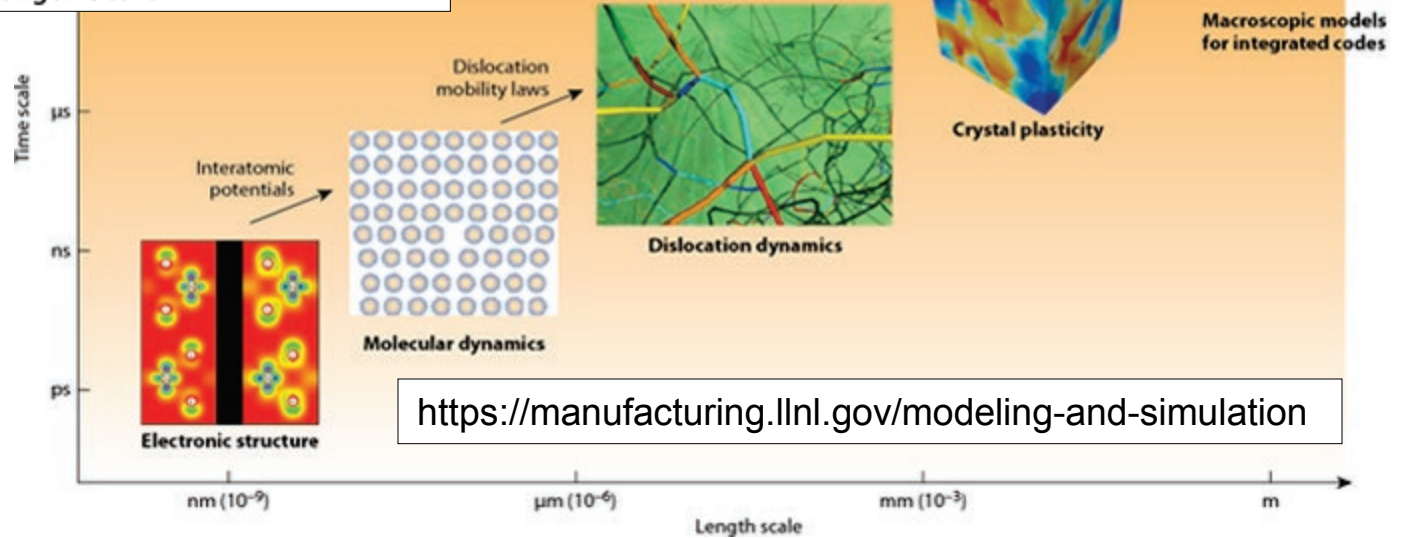 Macroscopic models
for integrated codes
Time scale
Dislocation
mobility laws
µs
Crystal plasticity
Interatomic
potentials
Dislocation dynamics
ns
Molecular dynamics
ps
https://manufacturing.llnl.gov/modeling-and-simulation
Electronic structure
nm (10⁻⁹)
µm (10⁻⁶)
mm (10⁻³)
m
Length scale